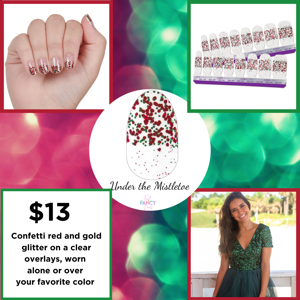 Under the Mistletoe
FANCY
$13
Confetti red and gold
glitter on a clear
overlays, worn
alone or over
your favorite color